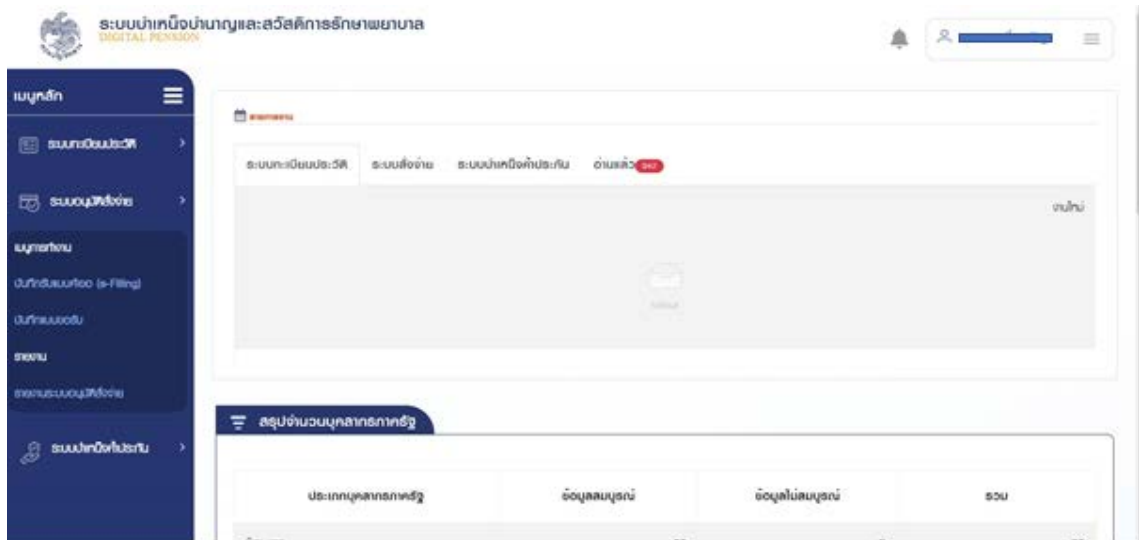 ระบบบำเหน็จบำนาญและสวัสดิการรักษาพยาบาล
DIGITAL PENSION
เมนูหลัก
ระบบทะเบียนประวัติ
ระบบอนุมัติสั่งจ่าย
เมนูการทำงาน
บันทึกรับแบบคำขอ (e-Filing)
บันทึกแบบขอรับ
รายงาน
รายงานระบบอนุมัติสั่งจ่าย
ระบบบำเหน็จค้ำประกัน
รายการงาน
ระบบทะเบียนประวัติ ระบบสั่งจ่าย ระบบบำเหน็จค้ำประกัน อ่านแล้ว
งานใหม่
สรุปจำนวนบุคลากรภาครัฐ
ประเภทบุคลากรภาครัฐ ข้อมูลสมบูรณ์ ข้อมูลไม่สมบูรณ์ รวม